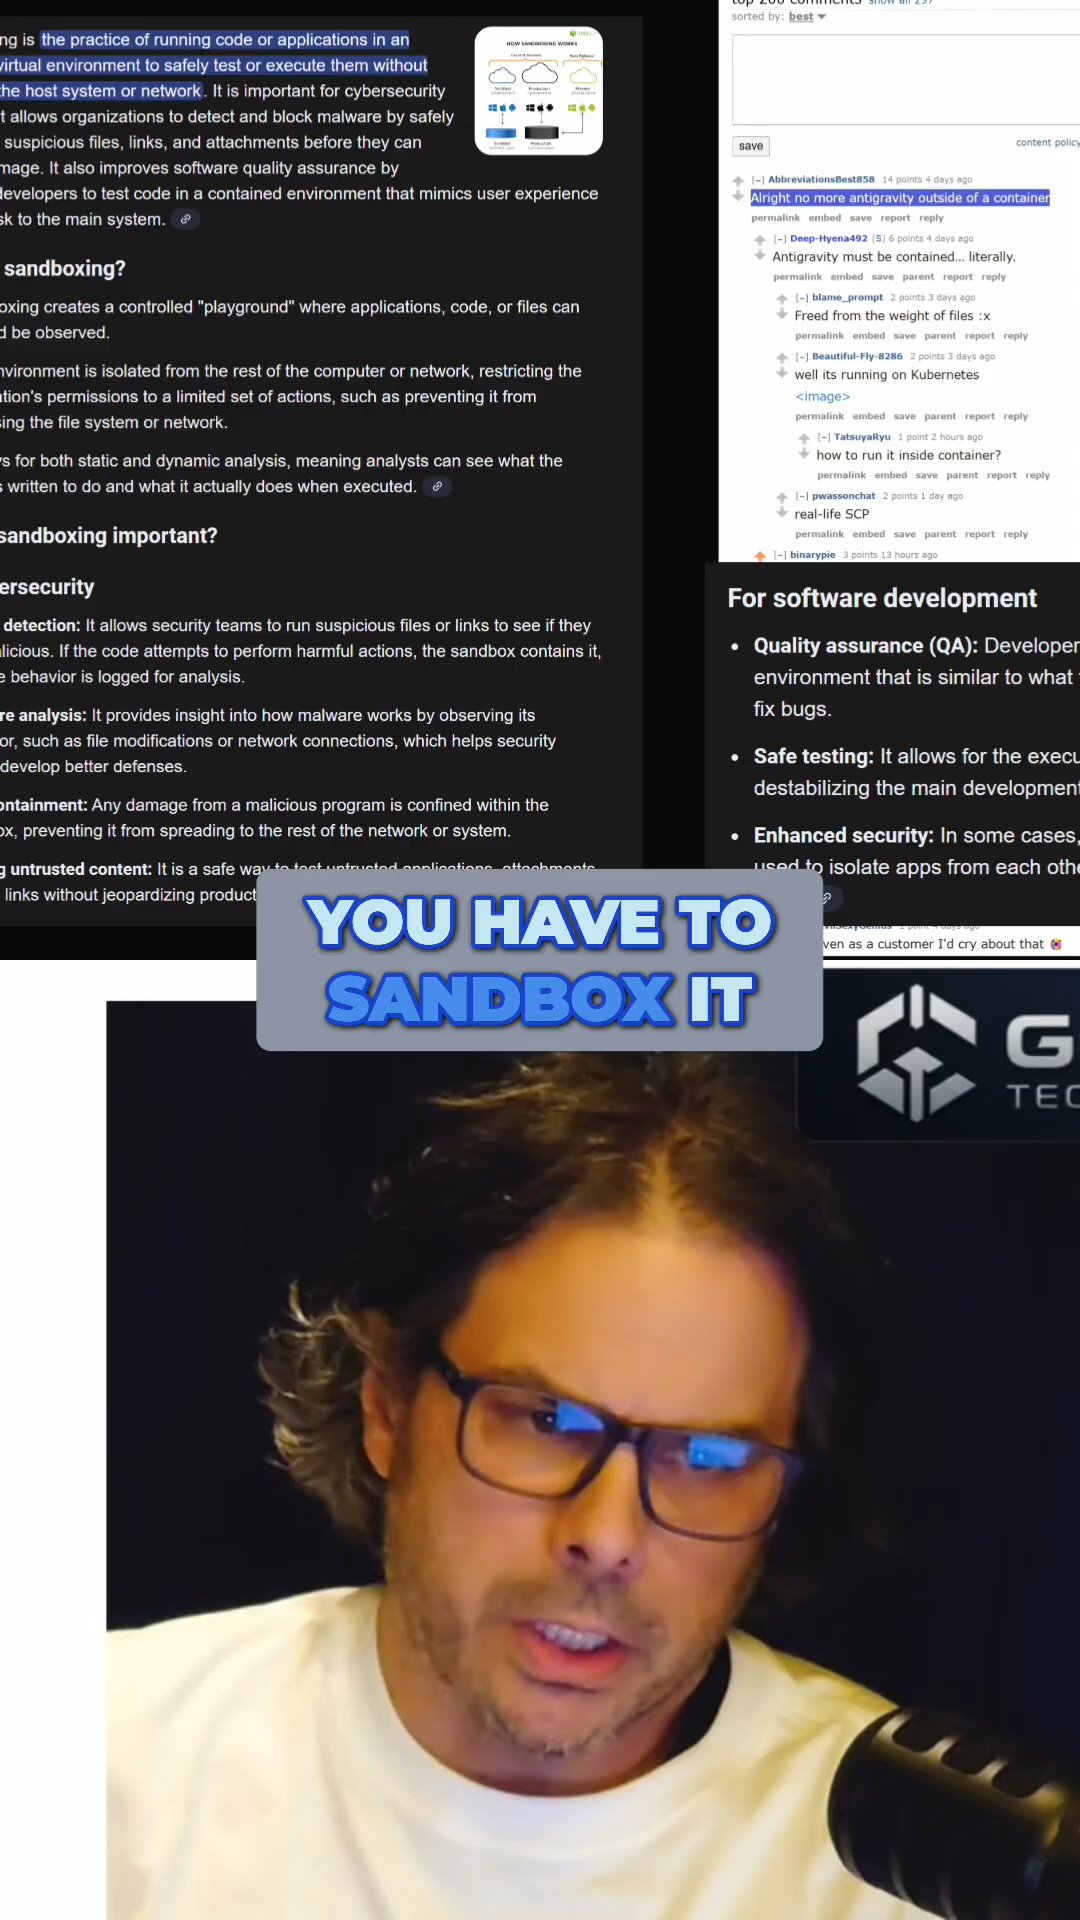 ng is the practice of running code or applications in an
virtual environment to safely test or execute them without
the host system or network. It is important for cybersecurity
t allows organizations to detect and block malware by safely
suspicious files, links, and attachments before they can
mage. It also improves software quality assurance by
developers to test code in a contained environment that mimics user experience
sk to the main system.
HOW SANDBOXING WORKS
sandboxing?
oxing creates a controlled "playground" where applications, code, or files can
d be observed.
nvironment is isolated from the rest of the computer or network, restricting the
ation's permissions to a limited set of actions, such as preventing it from
sing the file system or network.
s for both static and dynamic analysis, meaning analysts can see what the
s written to do and what it actually does when executed.
sandboxing important?
ersecurity
detection: It allows security teams to run suspicious files or links to see if they
alicious. If the code attempts to perform harmful actions, the sandbox contains it,
e behavior is logged for analysis.
re analysis: It provides insight into how malware works by observing its
or, such as file modifications or network connections, which helps security
develop better defenses.
ontainment: Any damage from a malicious program is confined within the
ox, preventing it from spreading to the rest of the network or system.
g untrusted content: It is a safe way to test untrusted applications, attachments
links without jeopardizing product
top 200 comments show all 297
sorted by: best
save
content policy
[–] AbbreviationsBest858 14 points 4 days ago
Alright no more antigravity outside of a container
permalink embed save report reply
[–] Deep-Hyena492 [S] 6 points 4 days ago
Antigravity must be contained... literally.
permalink embed save parent report reply
[–] blame_prompt 2 points 3 days ago
Freed from the weight of files :x
permalink embed save parent report reply
[–] Beautiful-Fly-8286 2 points 3 days ago
well its running on Kubernetes
<image>
permalink embed save parent report reply
[–] TatsuyaRyu 1 point 2 hours ago
how to run it inside container?
permalink embed save parent report reply
[–] pwassonchat 2 points 1 day ago
real-life SCP
permalink embed save parent report reply
[–] binarypie 3 points 13 hours ago
For software development
• Quality assurance (QA): Developer
environment that is similar to what
fix bugs.
• Safe testing: It allows for the execu
destabilizing the main development
• Enhanced security: In some cases,
used to isolate apps from each othe
ven as a customer I'd cry about that
YOU HAVE TO
SANDBOX IT
G
TEC